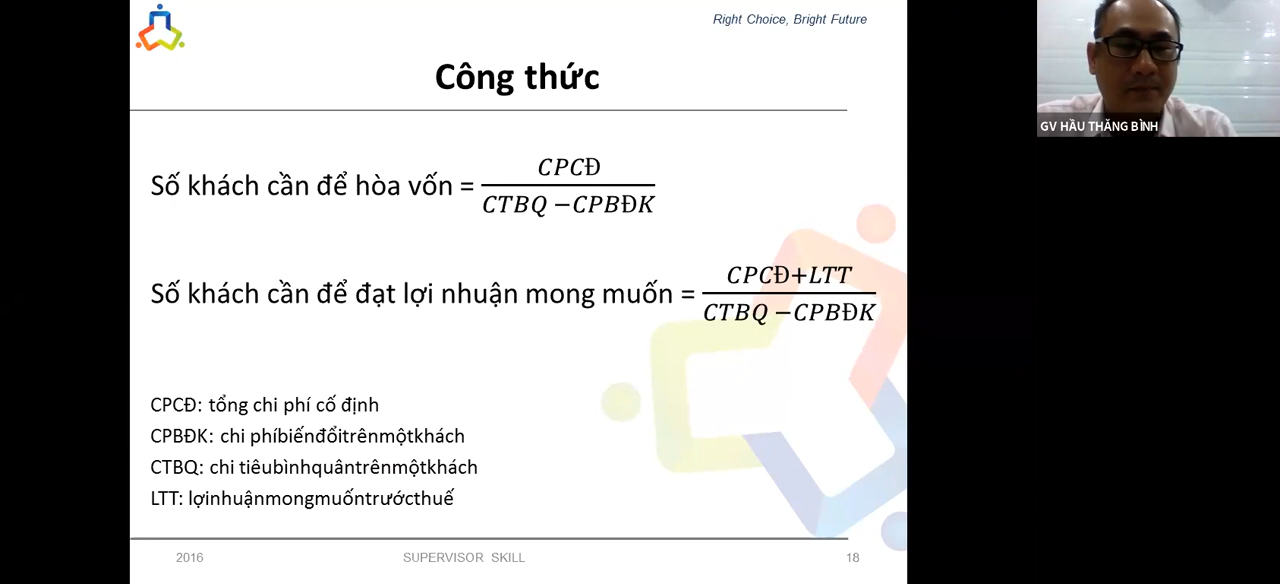 Right Choice, Bright Future
Công thức
Số khách cần để hòa vốn = CPCĐ / CTBQ −CPBĐK
Số khách cần để đạt lợi nhuận mong muốn = CPCĐ+LTT / CTBQ −CPBĐK
CPCĐ: tổng chi phí cố định
CPBĐK: chi phíbiếnđổitrênmộtkhách
CTBQ: chi tiêubìnhquântrênmộtkhách
LTT: lợinhuậnmongmuốntrướcthuế
2016 SUPERVISOR SKILL 18
GV HẦU THĂNG BÌNH